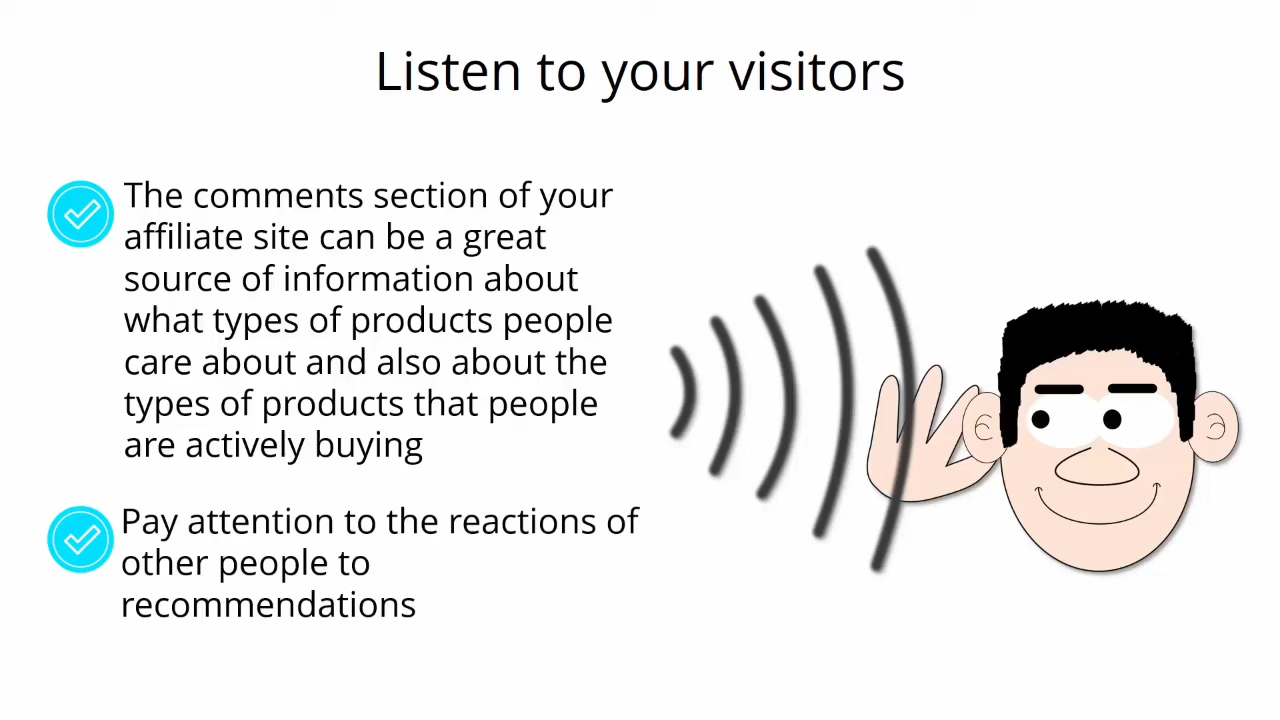 Listen to your visitors
The comments section of your
affiliate site can be a great
source of information about
what types of products people
care about and also about the
types of products that people
are actively buying
Pay attention to the reactions of
other people to
recommendations